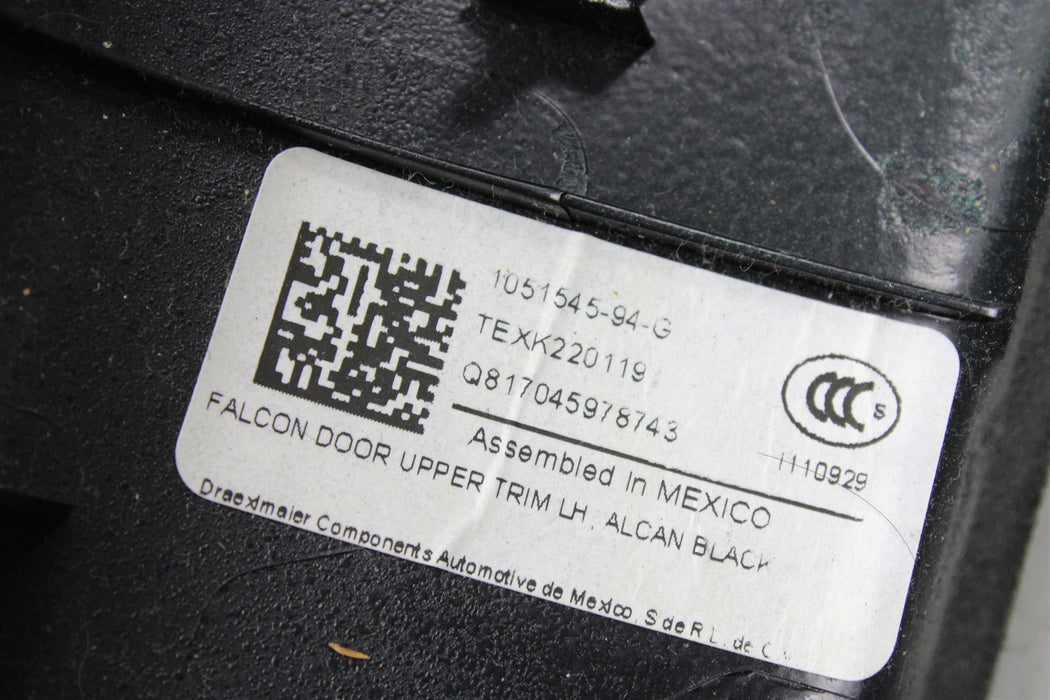 1051545-94-G
TEXK220119
Q817045978743
CCC S
1110929
Assembled in MEXICO
FALCON DOOR UPPER TRIM LH, ALCAN BLACK
Draexlmaier Components Automotive de Mexico, S de R L. de C.